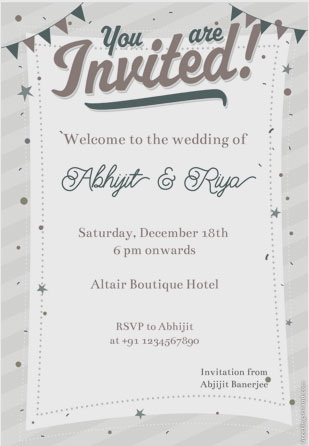 You are
Invited!
Welcome to the wedding of
Abhijit & Riya
Saturday, December 18th
6 pm onwards
Altair Boutique Hotel
RSVP to Abhijit
at +91 1234567890
Invitation from
Abjijit Banerjee